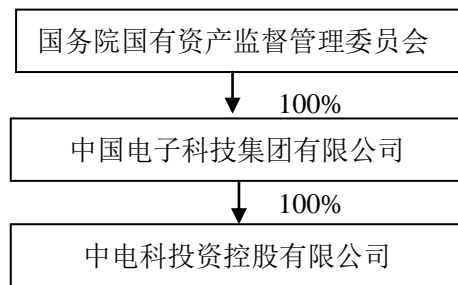 国务院国有资产监督管理委员会
100%
中国电子科技集团有限公司
100%
中电科投资控股有限公司